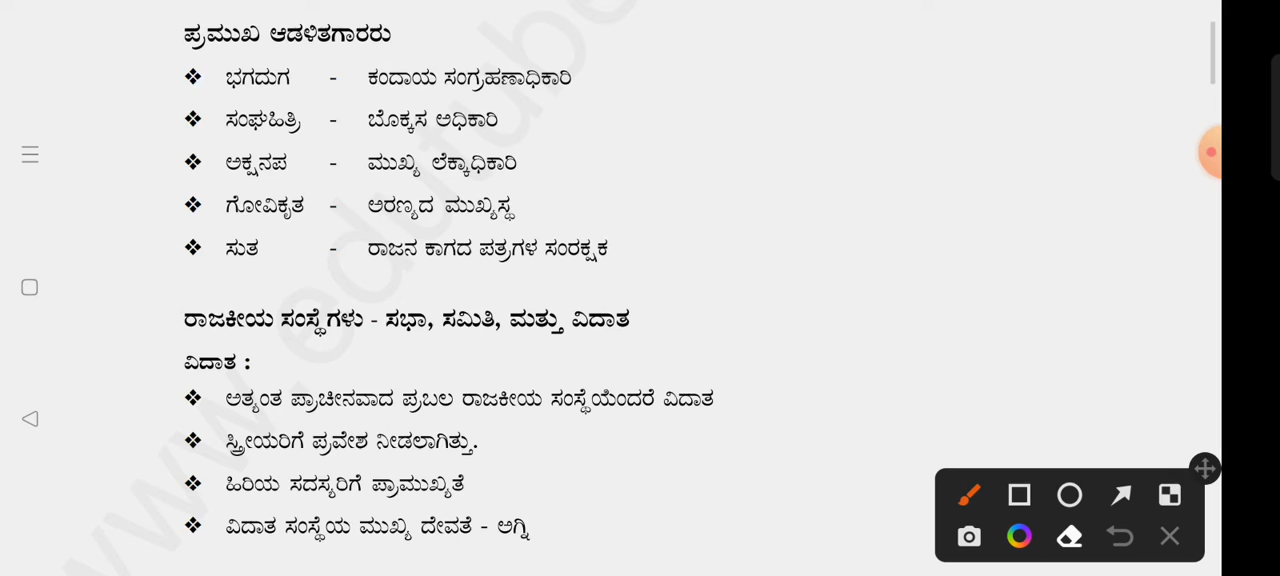 ಪ್ರಮುಖ ಆಡಳಿತಗಾರರು
❖ ಭಗದುಗ - ಕಂದಾಯ ಸಂಗ್ರಹಣಾಧಿಕಾರಿ
❖ ಸಂಘಹಿತ್ರಿ - ಬೊಕ್ಕಸ ಅಧಿಕಾರಿ
❖ ಅಕ್ಷನಪ - ಮುಖ್ಯ ಲೆಕ್ಕಾಧಿಕಾರಿ
❖ ಗೋವಿಕೃತ - ಅರಣ್ಯದ ಮುಖ್ಯಸ್ಥ
❖ ಸುತ - ರಾಜನ ಕಾಗದ ಪತ್ರಗಳ ಸಂರಕ್ಷಕ
ರಾಜಕೀಯ ಸಂಸ್ಥೆಗಳು - ಸಭಾ, ಸಮಿತಿ, ಮತ್ತು ವಿದಾತ
ವಿದಾತ :
❖ ಅತ್ಯಂತ ಪ್ರಾಚೀನವಾದ ಪ್ರಬಲ ರಾಜಕೀಯ ಸಂಸ್ಥೆಯೆಂದರೆ ವಿದಾತ
❖ ಸ್ತ್ರೀಯರಿಗೆ ಪ್ರವೇಶ ನೀಡಲಾಗಿತ್ತು.
❖ ಹಿರಿಯ ಸದಸ್ಯರಿಗೆ ಪ್ರಾಮುಖ್ಯತೆ
❖ ವಿದಾತ ಸಂಸ್ಥೆಯ ಮುಖ್ಯ ದೇವತೆ - ಅಗ್ನಿ
www.edutube